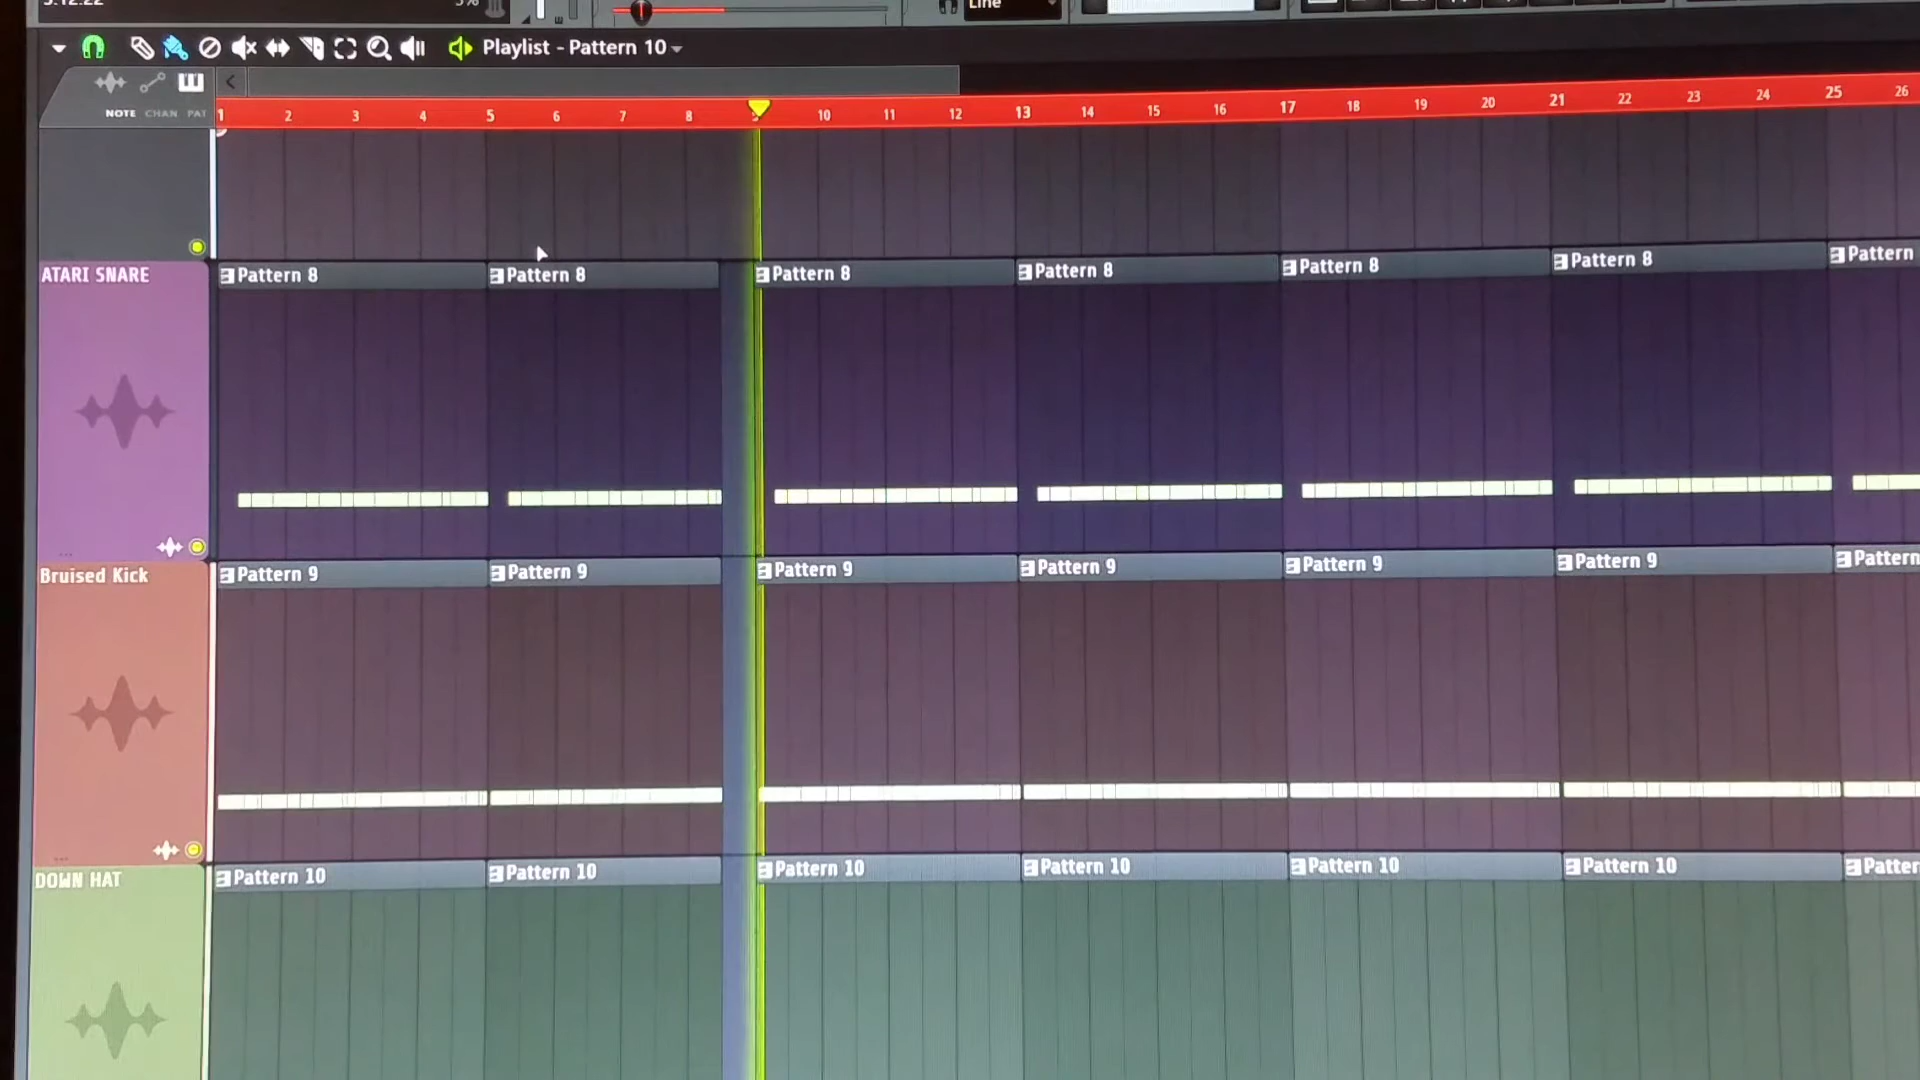 Line
Playlist - Pattern 10
NOTE CHAN PAT
1 2 3 4 5 6 7 8 9 10 11 12 13 14 15 16 17 18 19 20 21 22 23 24 25 26
ATARI SNARE
Pattern 8 Pattern 8 Pattern 8 Pattern 8 Pattern 8 Pattern 8 Pattern
Bruised Kick
Pattern 9 Pattern 9 Pattern 9 Pattern 9 Pattern 9 Pattern 9 Pattern
DOWN HAT
Pattern 10 Pattern 10 Pattern 10 Pattern 10 Pattern 10 Pattern 10